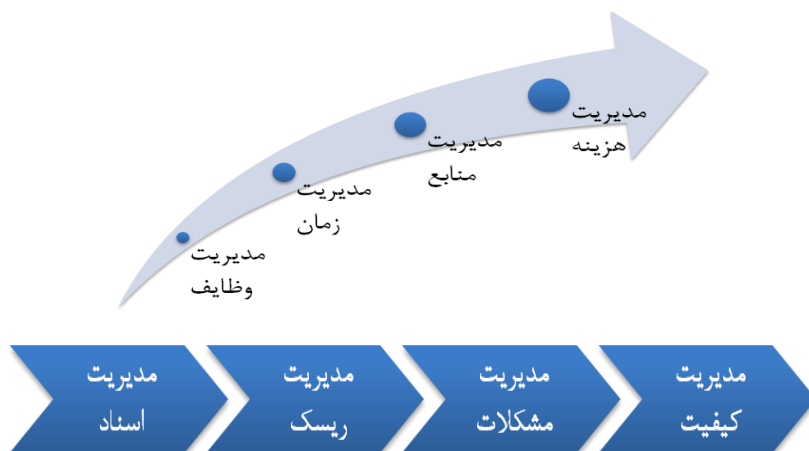 مدیریت
هزینه
مدیریت
منابع
مدیریت
زمان
مدیریت
وظایف
مدیریت
اسناد
مدیریت
ریسک
مدیریت
مشکلات
مدیریت
کیفیت